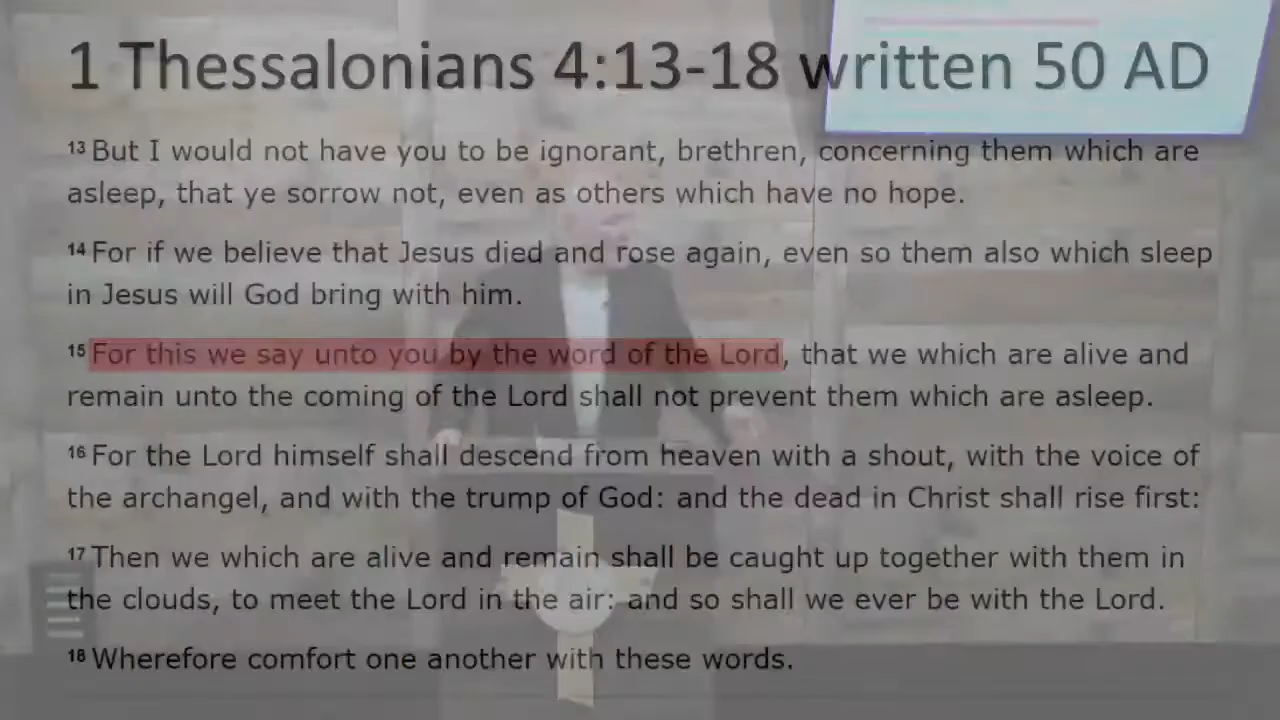 1 Thessalonians 4:13-18 written 50 AD
13 But I would not have you to be ignorant, brethren, concerning them which are
asleep, that ye sorrow not, even as others which have no hope.
14 For if we believe that Jesus died and rose again, even so them also which sleep
in Jesus will God bring with him.
15 For this we say unto you by the word of the Lord, that we which are alive and
remain unto the coming of the Lord shall not prevent them which are asleep.
16 For the Lord himself shall descend from heaven with a shout, with the voice of
the archangel, and with the trump of God: and the dead in Christ shall rise first:
17 Then we which are alive and remain shall be caught up together with them in
the clouds, to meet the Lord in the air: and so shall we ever be with the Lord.
18 Wherefore comfort one another with these words.